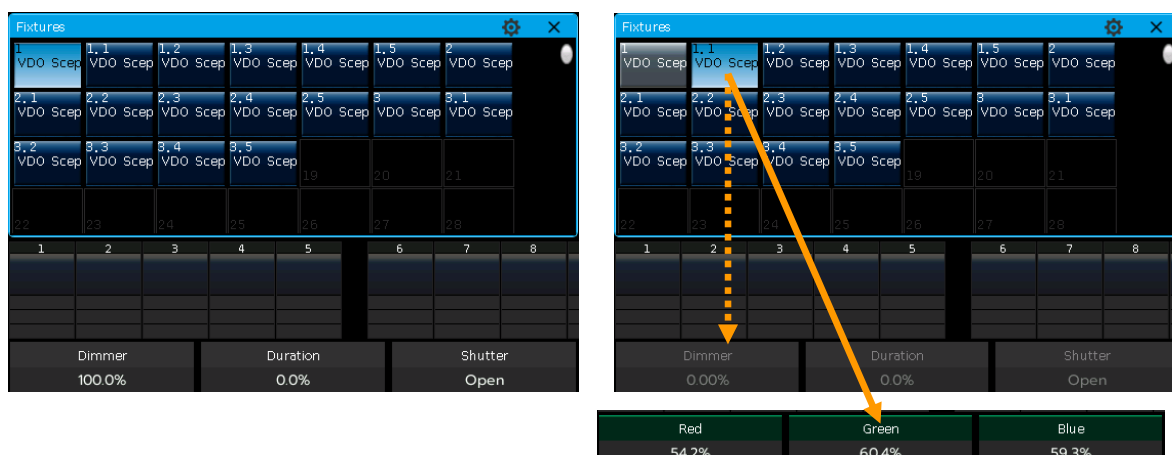 Fixtures
1 1.1 1.2 1.3 1.4 1.5 2
VDO Scep VDO Scep VDO Scep VDO Scep VDO Scep VDO Scep VDO Scep
2.1 2.2 2.3 2.4 2.5 3 3.1
VDO Scep VDO Scep VDO Scep VDO Scep VDO Scep VDO Scep VDO Scep
3.2 3.3 3.4 3.5
VDO Scep VDO Scep VDO Scep VDO Scep
19 20 21
22 23 24 25 26 27 28
1 2 3 4 5 6 7 8
Dimmer Duration Shutter
100.0% 0.0% Open
Fixtures
1 1.1 1.2 1.3 1.4 1.5 2
VDO Scep VDO Scep VDO Scep VDO Scep VDO Scep VDO Scep VDO Scep
2.1 2.2 2.3 2.4 2.5 3 3.1
VDO Scep VDO Scep VDO Scep VDO Scep VDO Scep VDO Scep VDO Scep
3.2 3.3 3.4 3.5
VDO Scep VDO Scep VDO Scep VDO Scep
19 20 21
22 23 24 25 26 27 28
1 2 3 4 5 6 7 8
Dimmer Duration Shutter
0.00% 0.0% Open
Red Green Blue
54.2% 60.4% 59.3%